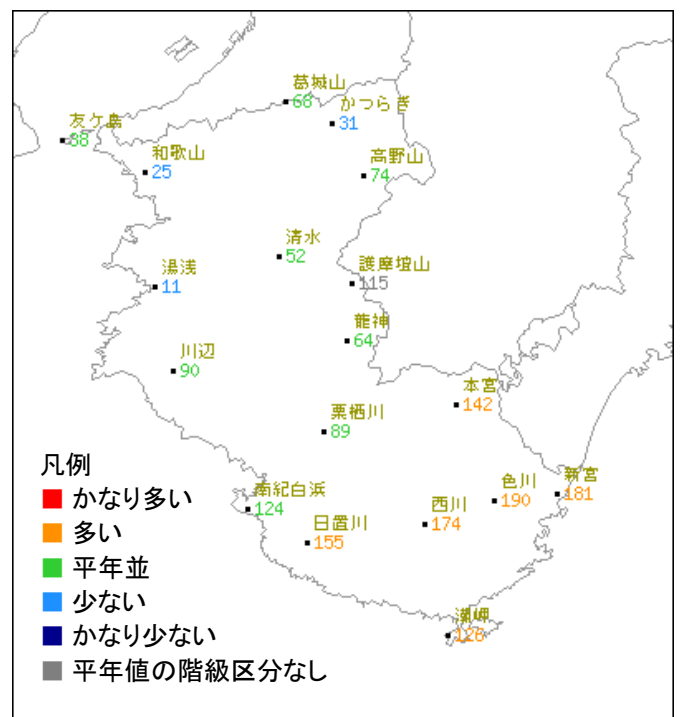 葛城山
68
かつらぎ
31
友ケ島
88
和歌山
25
高野山
74
清水
52
護摩壇山
115
湯浅
11
龍神
64
川辺
90
本宮
142
栗栖川
89
色川
190
新宮
181
南紀白浜
124
西川
174
日置川
155
潮岬
126
凡例
かなり多い
多い
平年並
少ない
かなり少ない
平年値の階級区分なし